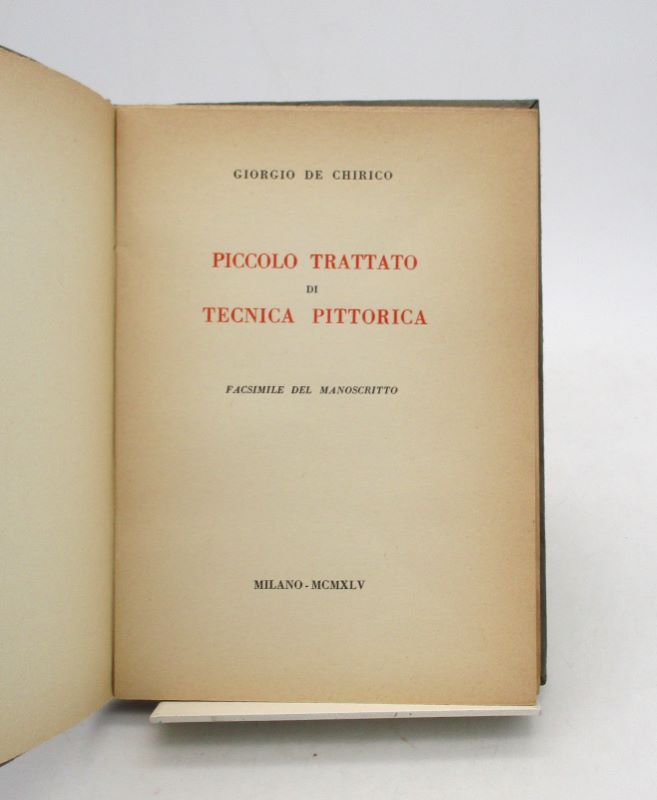 GIORGIO DE CHIRICO
PICCOLO TRATTATO
DI
TECNICA PITTORICA
FACSIMILE DEL MANOSCRITTO
MILANO - MCMXLV